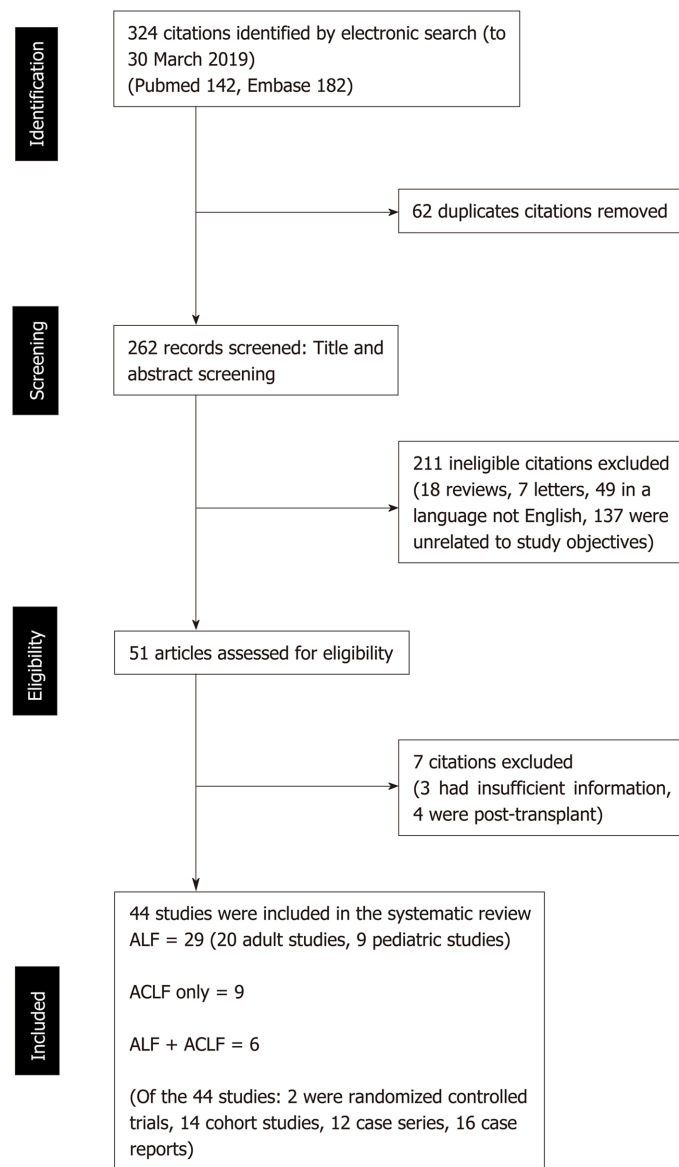 Identification
324 citations identified by electronic search (to
30 March 2019)
(Pubmed 142, Embase 182)
62 duplicates citations removed
Screening
262 records screened: Title and
abstract screening
211 ineligible citations excluded
(18 reviews, 7 letters, 49 in a
language not English, 137 were
unrelated to study objectives)
Eligibility
51 articles assessed for eligibility
7 citations excluded
(3 had insufficient information,
4 were post-transplant)
Included
44 studies were included in the systematic review
ALF = 29 (20 adult studies, 9 pediatric studies)
ACLF only = 9
ALF + ACLF = 6
(Of the 44 studies: 2 were randomized controlled
trials, 14 cohort studies, 12 case series, 16 case
reports)